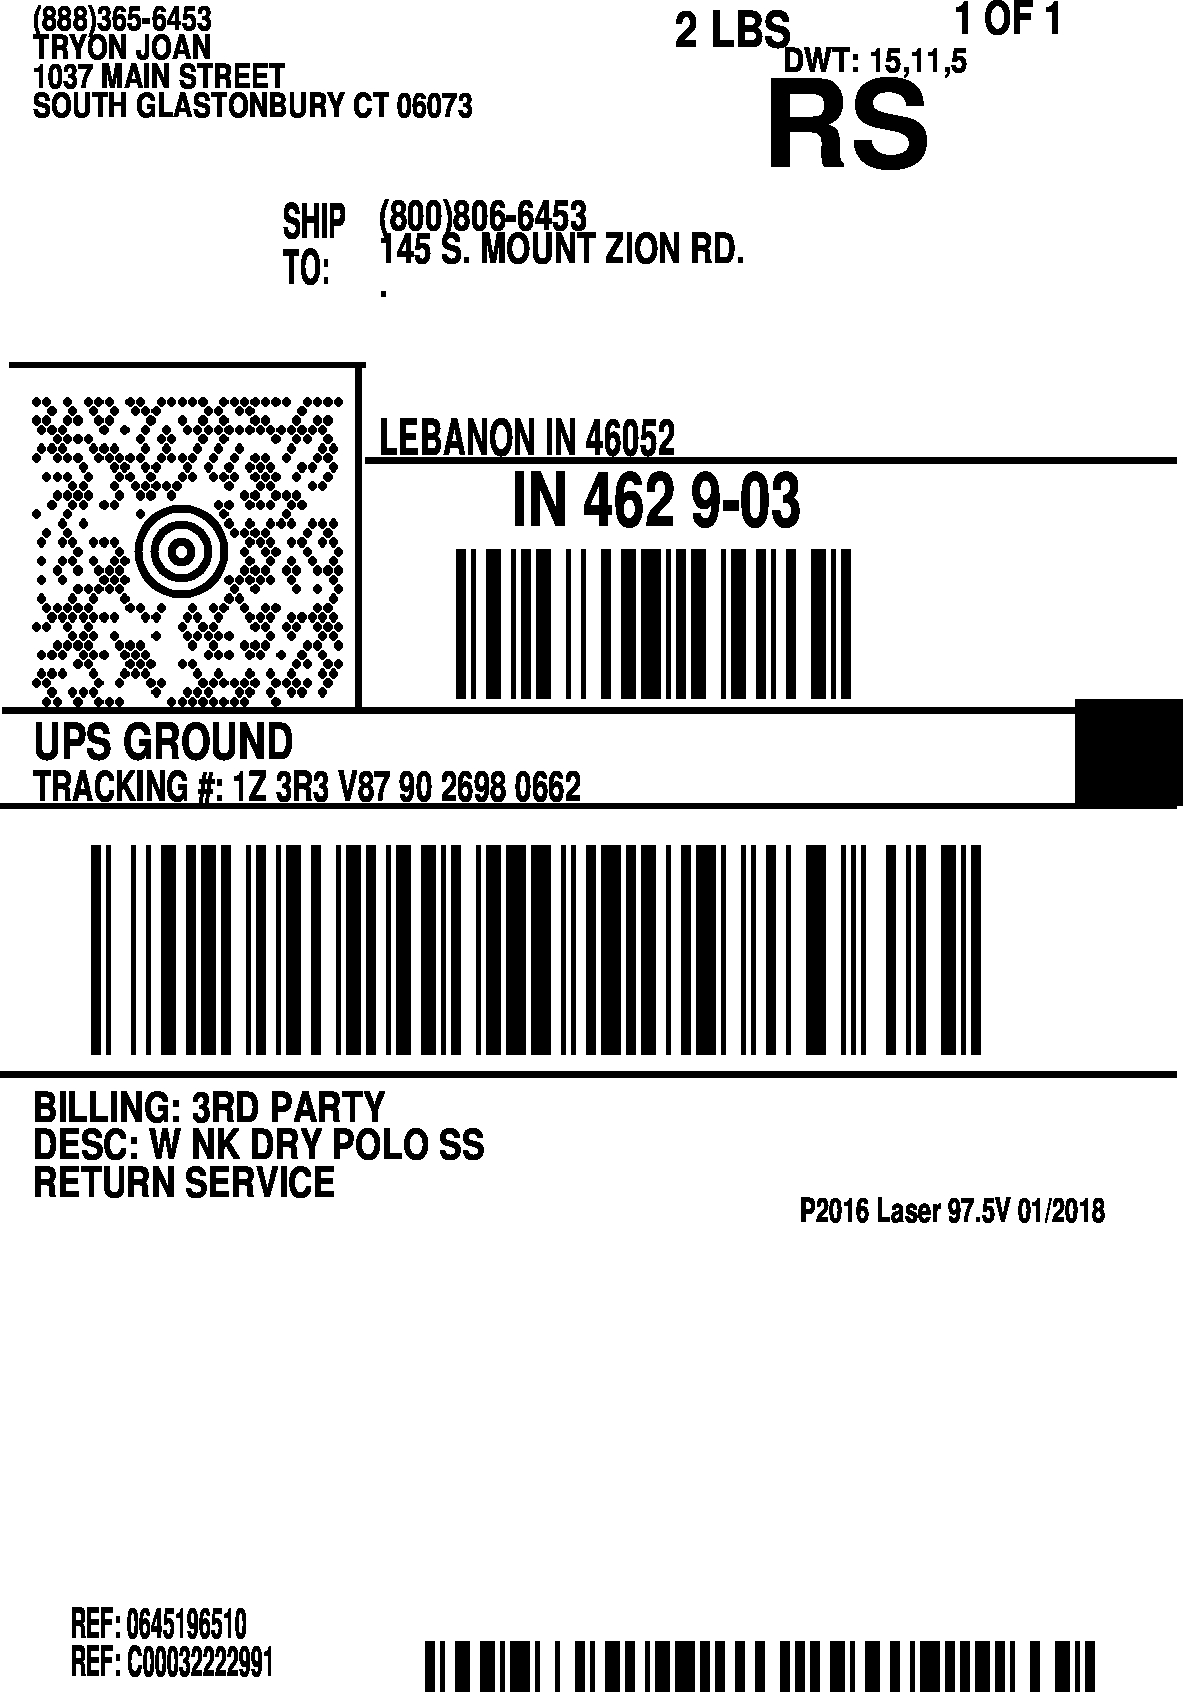 (888)365-6453
TRYON JOAN
1037 MAIN STREET
SOUTH GLASTONBURY CT 06073
2 LBS
1 OF 1
DWT: 15,11,5
RS
SHIP TO:
(800)806-6453
145 S. MOUNT ZION RD.
.
LEBANON IN 46052
IN 462 9-03
UPS GROUND
TRACKING #: 1Z 3R3 V87 90 2698 0662
BILLING: 3RD PARTY
DESC: W NK DRY POLO SS
RETURN SERVICE
P2016 Laser 97.5V 01/2018
REF: 0645196510
REF: C00032222991